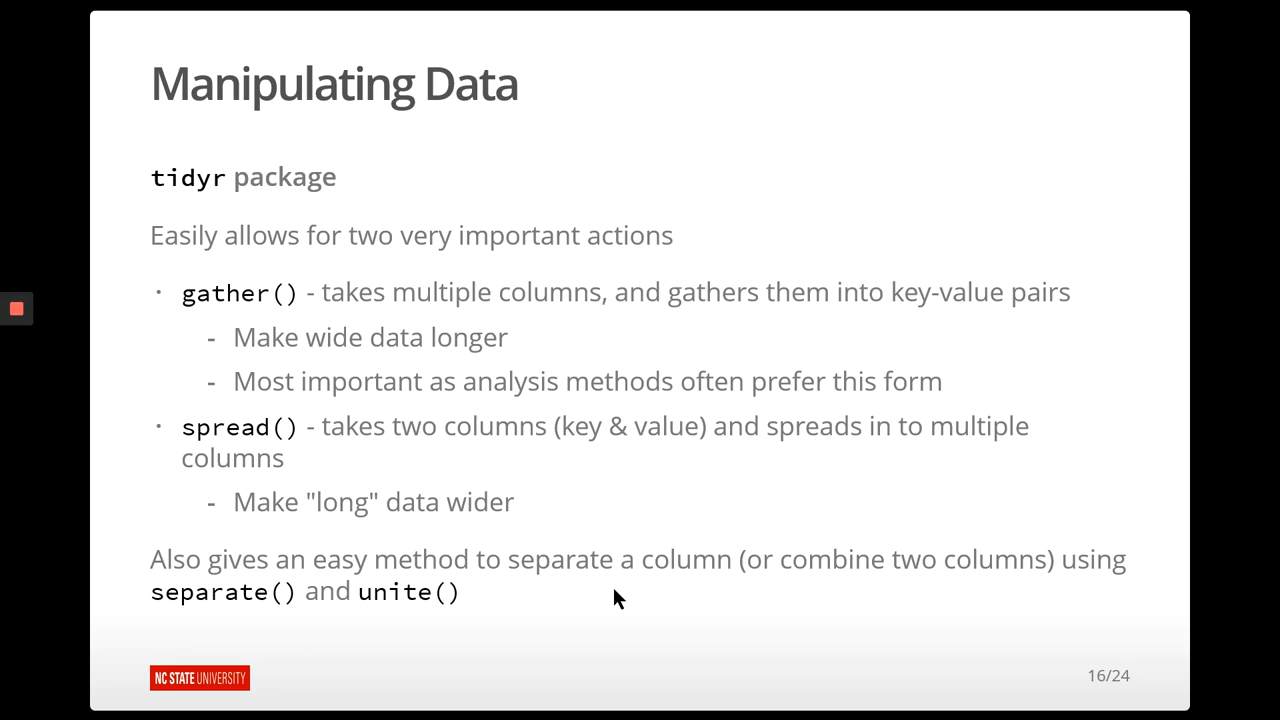 Manipulating Data
tidyr package
Easily allows for two very important actions
· gather() - takes multiple columns, and gathers them into key-value pairs
- Make wide data longer
- Most important as analysis methods often prefer this form
· spread() - takes two columns (key & value) and spreads in to multiple
columns
- Make "long" data wider
Also gives an easy method to separate a column (or combine two columns) using
separate() and unite()
NC STATE UNIVERSITY
16/24